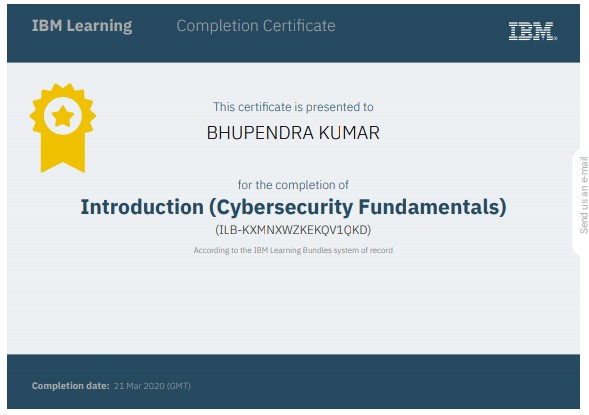 IBM Learning Completion Certificate
IBM®
This certificate is presented to
BHUPENDRA KUMAR
for the completion of
Introduction (Cybersecurity Fundamentals)
(ILB-KXMNXWZKEKQV1QKD)
According to the IBM Learning Bundles system of record
Send us an e-mail
Completion date: 21 Mar 2020 (GMT)